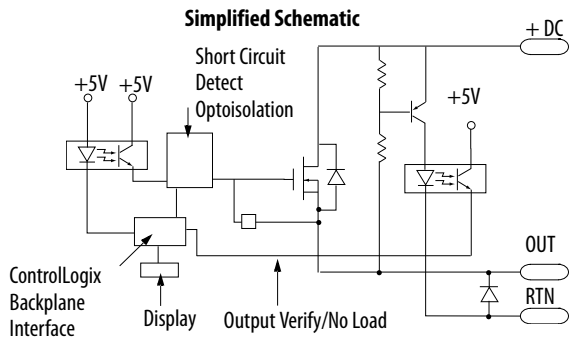 Simplified Schematic
+ DC
Short Circuit
Detect
Optoisolation
+5V +5V
+5V
OUT
RTN
ControlLogix
Backplane
Interface
Display
Output Verify/No Load